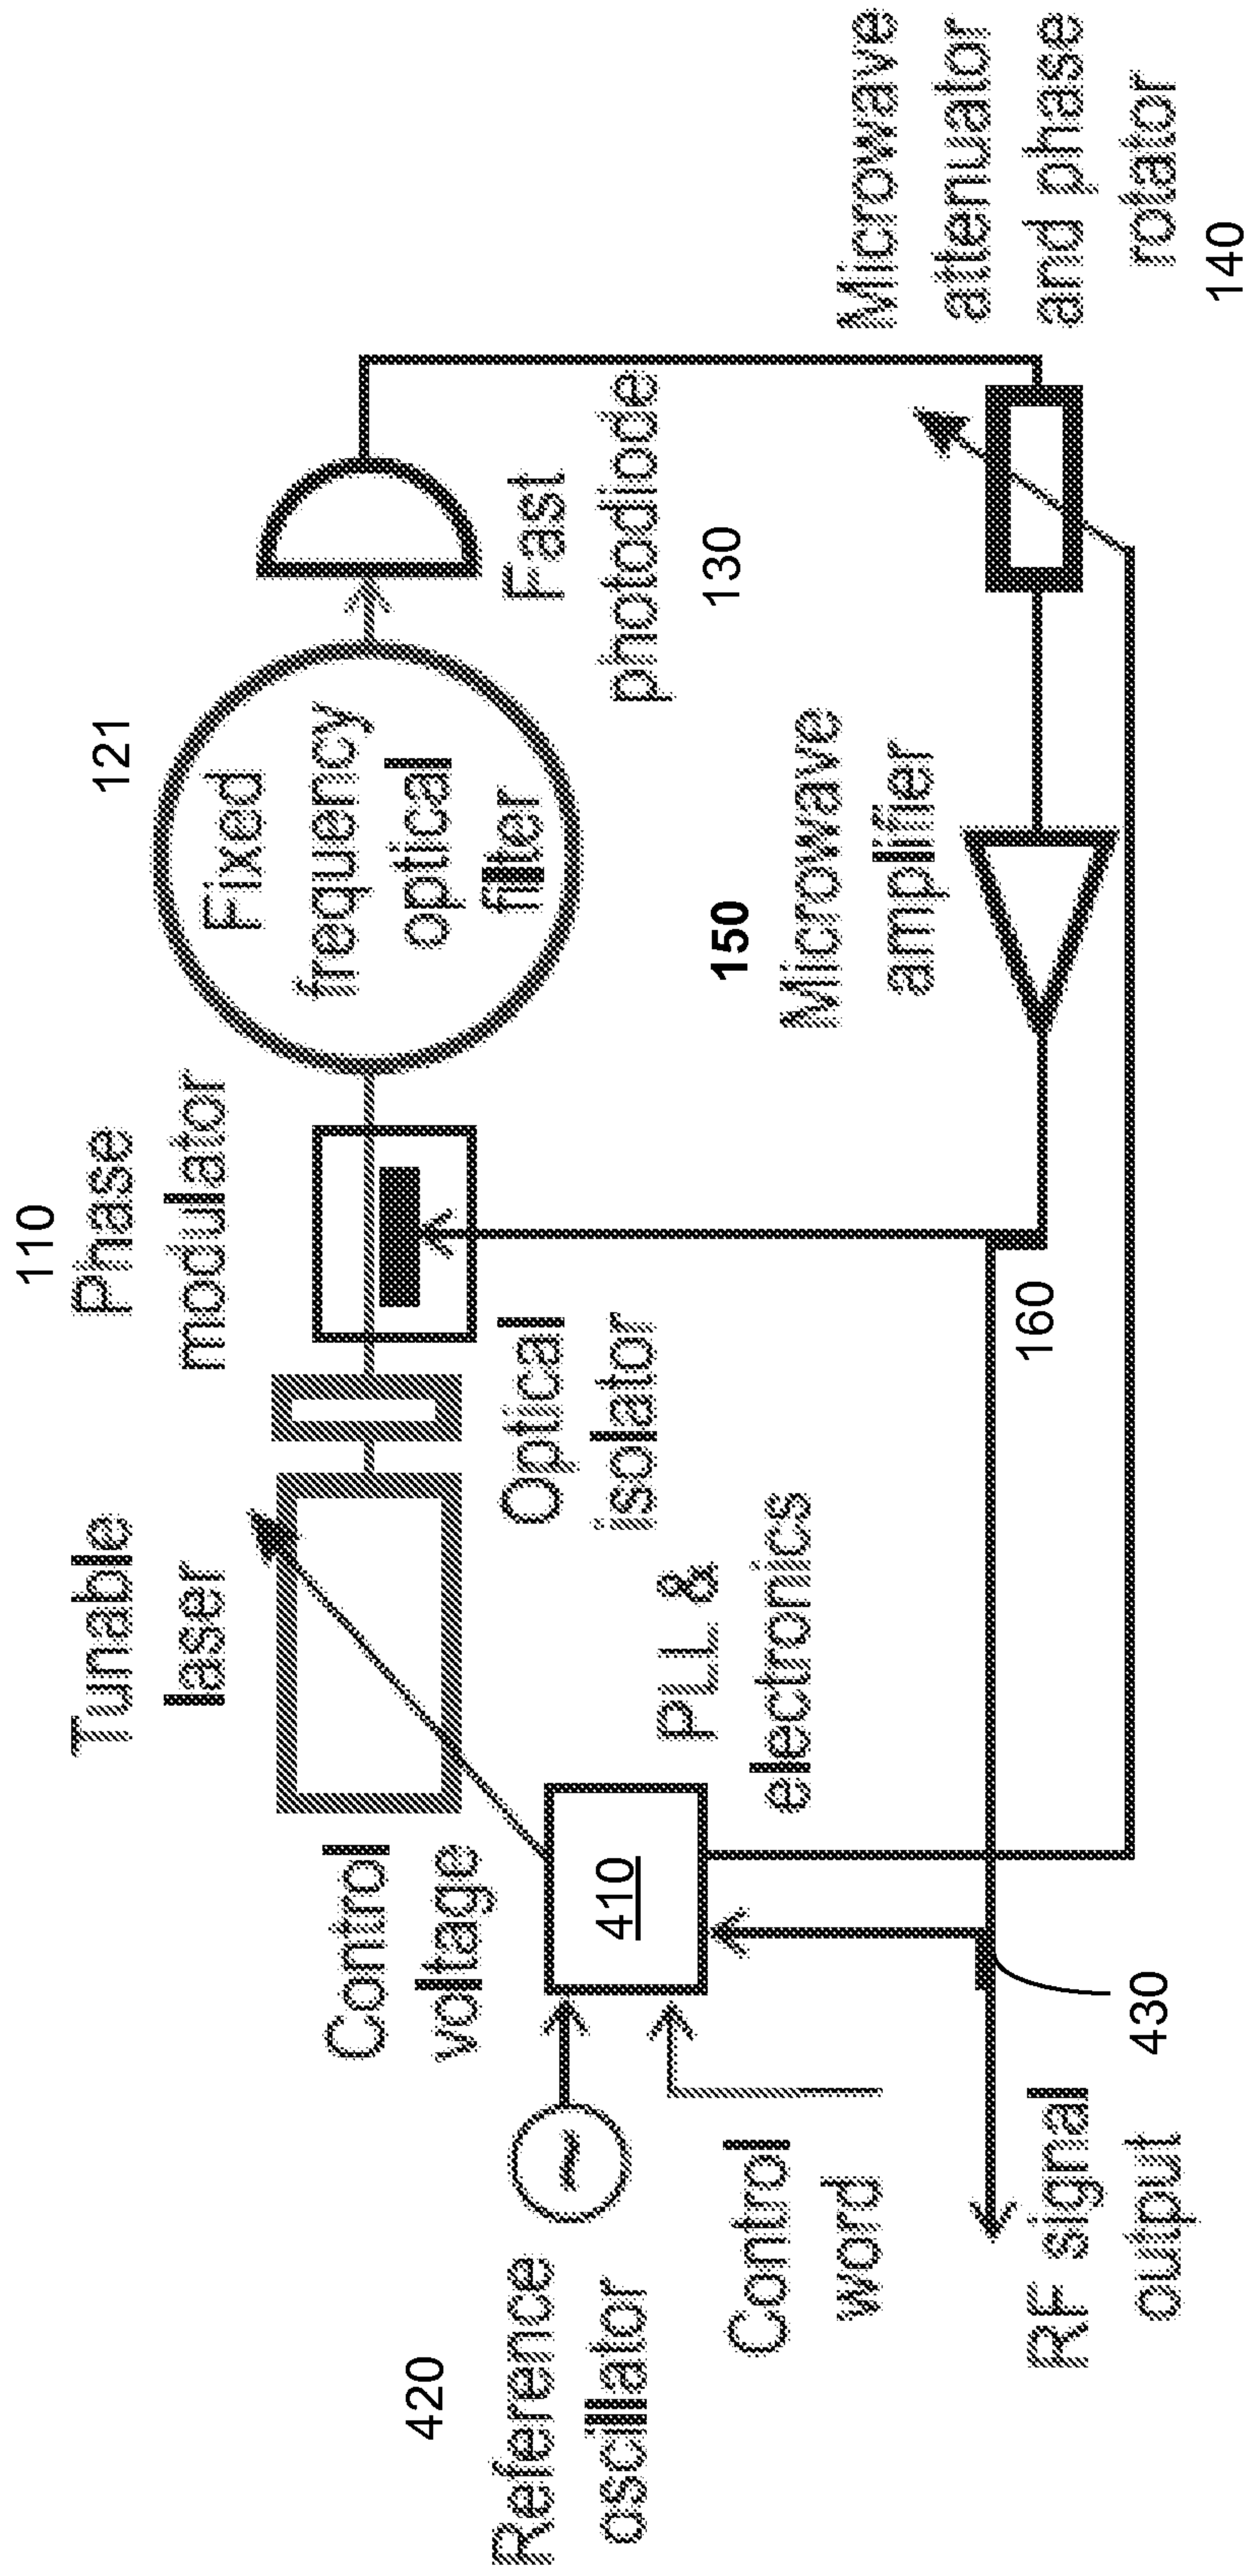 Tunable
laser
110
Phase
modulator
121
Fixed
frequency
optical
filter
Control
voltage
Optical
isolator
Fast
photodiode
130
420
Reference
oscillator
410
PLL &
electronics
150
Microwave
amplifier
Microwave
attenuator
and phase
rotator
140
Control
word
160
RF signal
output
430